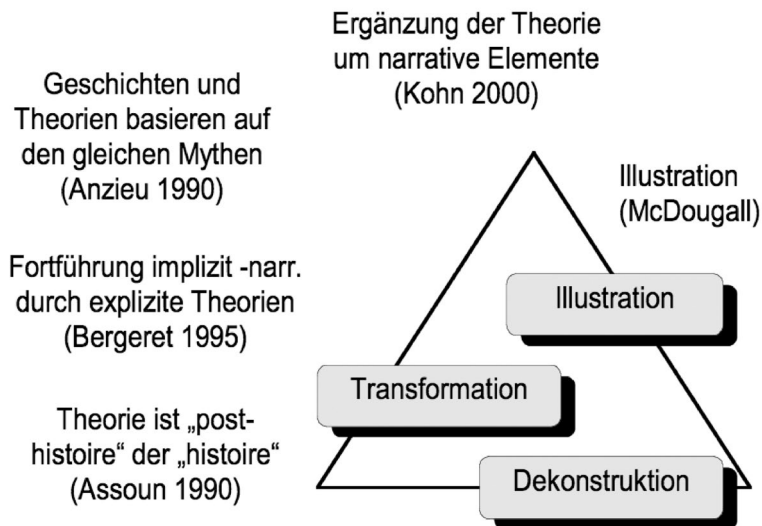 Ergänzung der Theorie
um narrative Elemente
(Kohn 2000)
Geschichten und
Theorien basieren auf
den gleichen Mythen
(Anzieu 1990)
Illustration
(McDougall)
Fortführung implizit -narr.
durch explizite Theorien
(Bergeret 1995)
Illustration
Transformation
Theorie ist „post-
histoire“ der „histoire“
(Assoun 1990)
Dekonstruktion